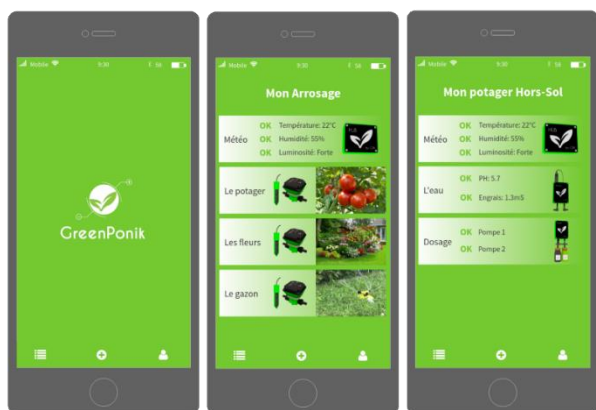 Mobile
9:30
56
GreenPonik
Mobile
9:30
56
Mon Arrosage
Météo
OK Température: 22°C
OK Humidité: 55%
OK Luminosité: Forte
Le potager
Les fleurs
Le gazon
Mobile
9:30
56
Mon potager Hors-Sol
Météo
OK Température: 22°C
OK Humidité: 55%
OK Luminosité: Forte
L'eau
OK PH: 5.7
OK Engrais: 1.3mS
Dosage
OK Pompe 1
OK Pompe 2